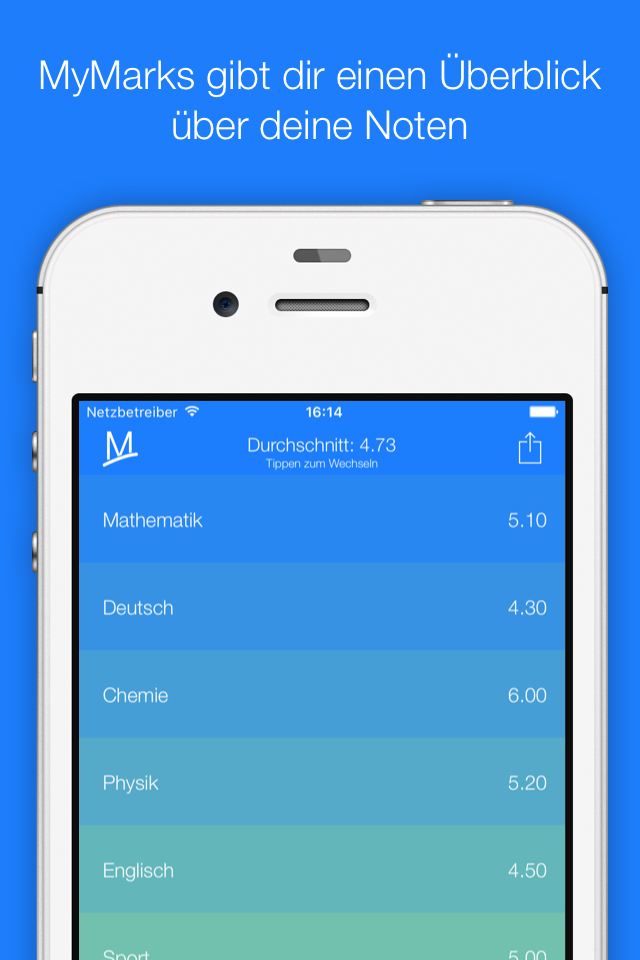 MyMarks gibt dir einen Überblick
über deine Noten
Netzbetreiber 16:14
M
Durchschnitt: 4.73
Tippen zum Wechseln
Mathematik 5.10
Deutsch 4.30
Chemie 6.00
Physik 5.20
Englisch 4.50
Sport 5.00